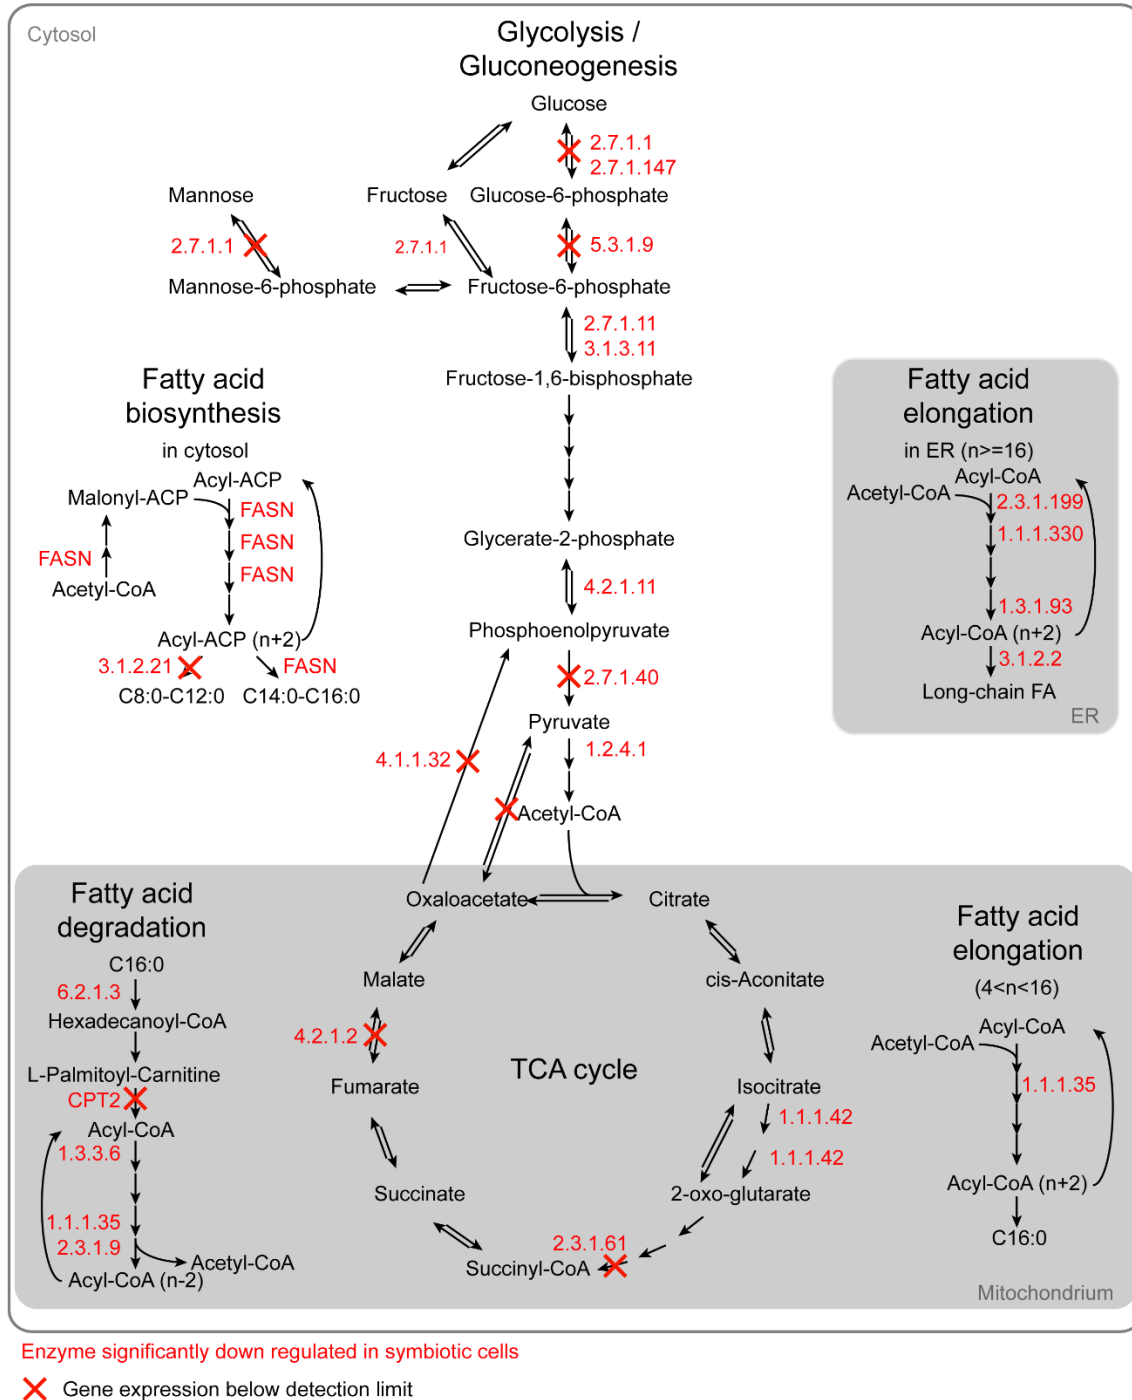 Cytosol
Glycolysis /
Gluconeogenesis
Glucose
2.7.1.1
2.7.1.147
Mannose
Fructose
Glucose-6-phosphate
2.7.1.1
2.7.1.1
5.3.1.9
Mannose-6-phosphate
Fructose-6-phosphate
2.7.1.11
3.1.3.11
Fructose-1,6-bisphosphate
Fatty acid
biosynthesis
in cytosol
Acyl-ACP
Malonyl-ACP
FASN
FASN
FASN
FASN
Acetyl-CoA
Acyl-ACP (n+2)
3.1.2.21
FASN
C8:0-C12:0
C14:0-C16:0
Glycerate-2-phosphate
4.2.1.11
Phosphoenolpyruvate
2.7.1.40
Pyruvate
4.1.1.32
1.2.4.1
Acetyl-CoA
Fatty acid
elongation
in ER (n>=16)
Acyl-CoA
Acetyl-CoA
2.3.1.199
1.1.1.330
1.3.1.93
Acyl-CoA (n+2)
3.1.2.2
Long-chain FA
ER
Fatty acid
degradation
C16:0
6.2.1.3
Hexadecanoyl-CoA
L-Palmitoyl-Carnitine
CPT2
Acyl-CoA
1.3.3.6
1.1.1.35
2.3.1.9
Acetyl-CoA
Acyl-CoA (n-2)
Oxaloacetate
Citrate
Malate
cis-Aconitate
4.2.1.2
TCA cycle
Fumarate
Isocitrate
1.1.1.42
1.1.1.42
Succinate
2-oxo-glutarate
2.3.1.61
Succinyl-CoA
Fatty acid
elongation
(4<n<16)
Acyl-CoA
Acetyl-CoA
1.1.1.35
Acyl-CoA (n+2)
C16:0
Mitochondrium
Enzyme significantly down regulated in symbiotic cells
Gene expression below detection limit